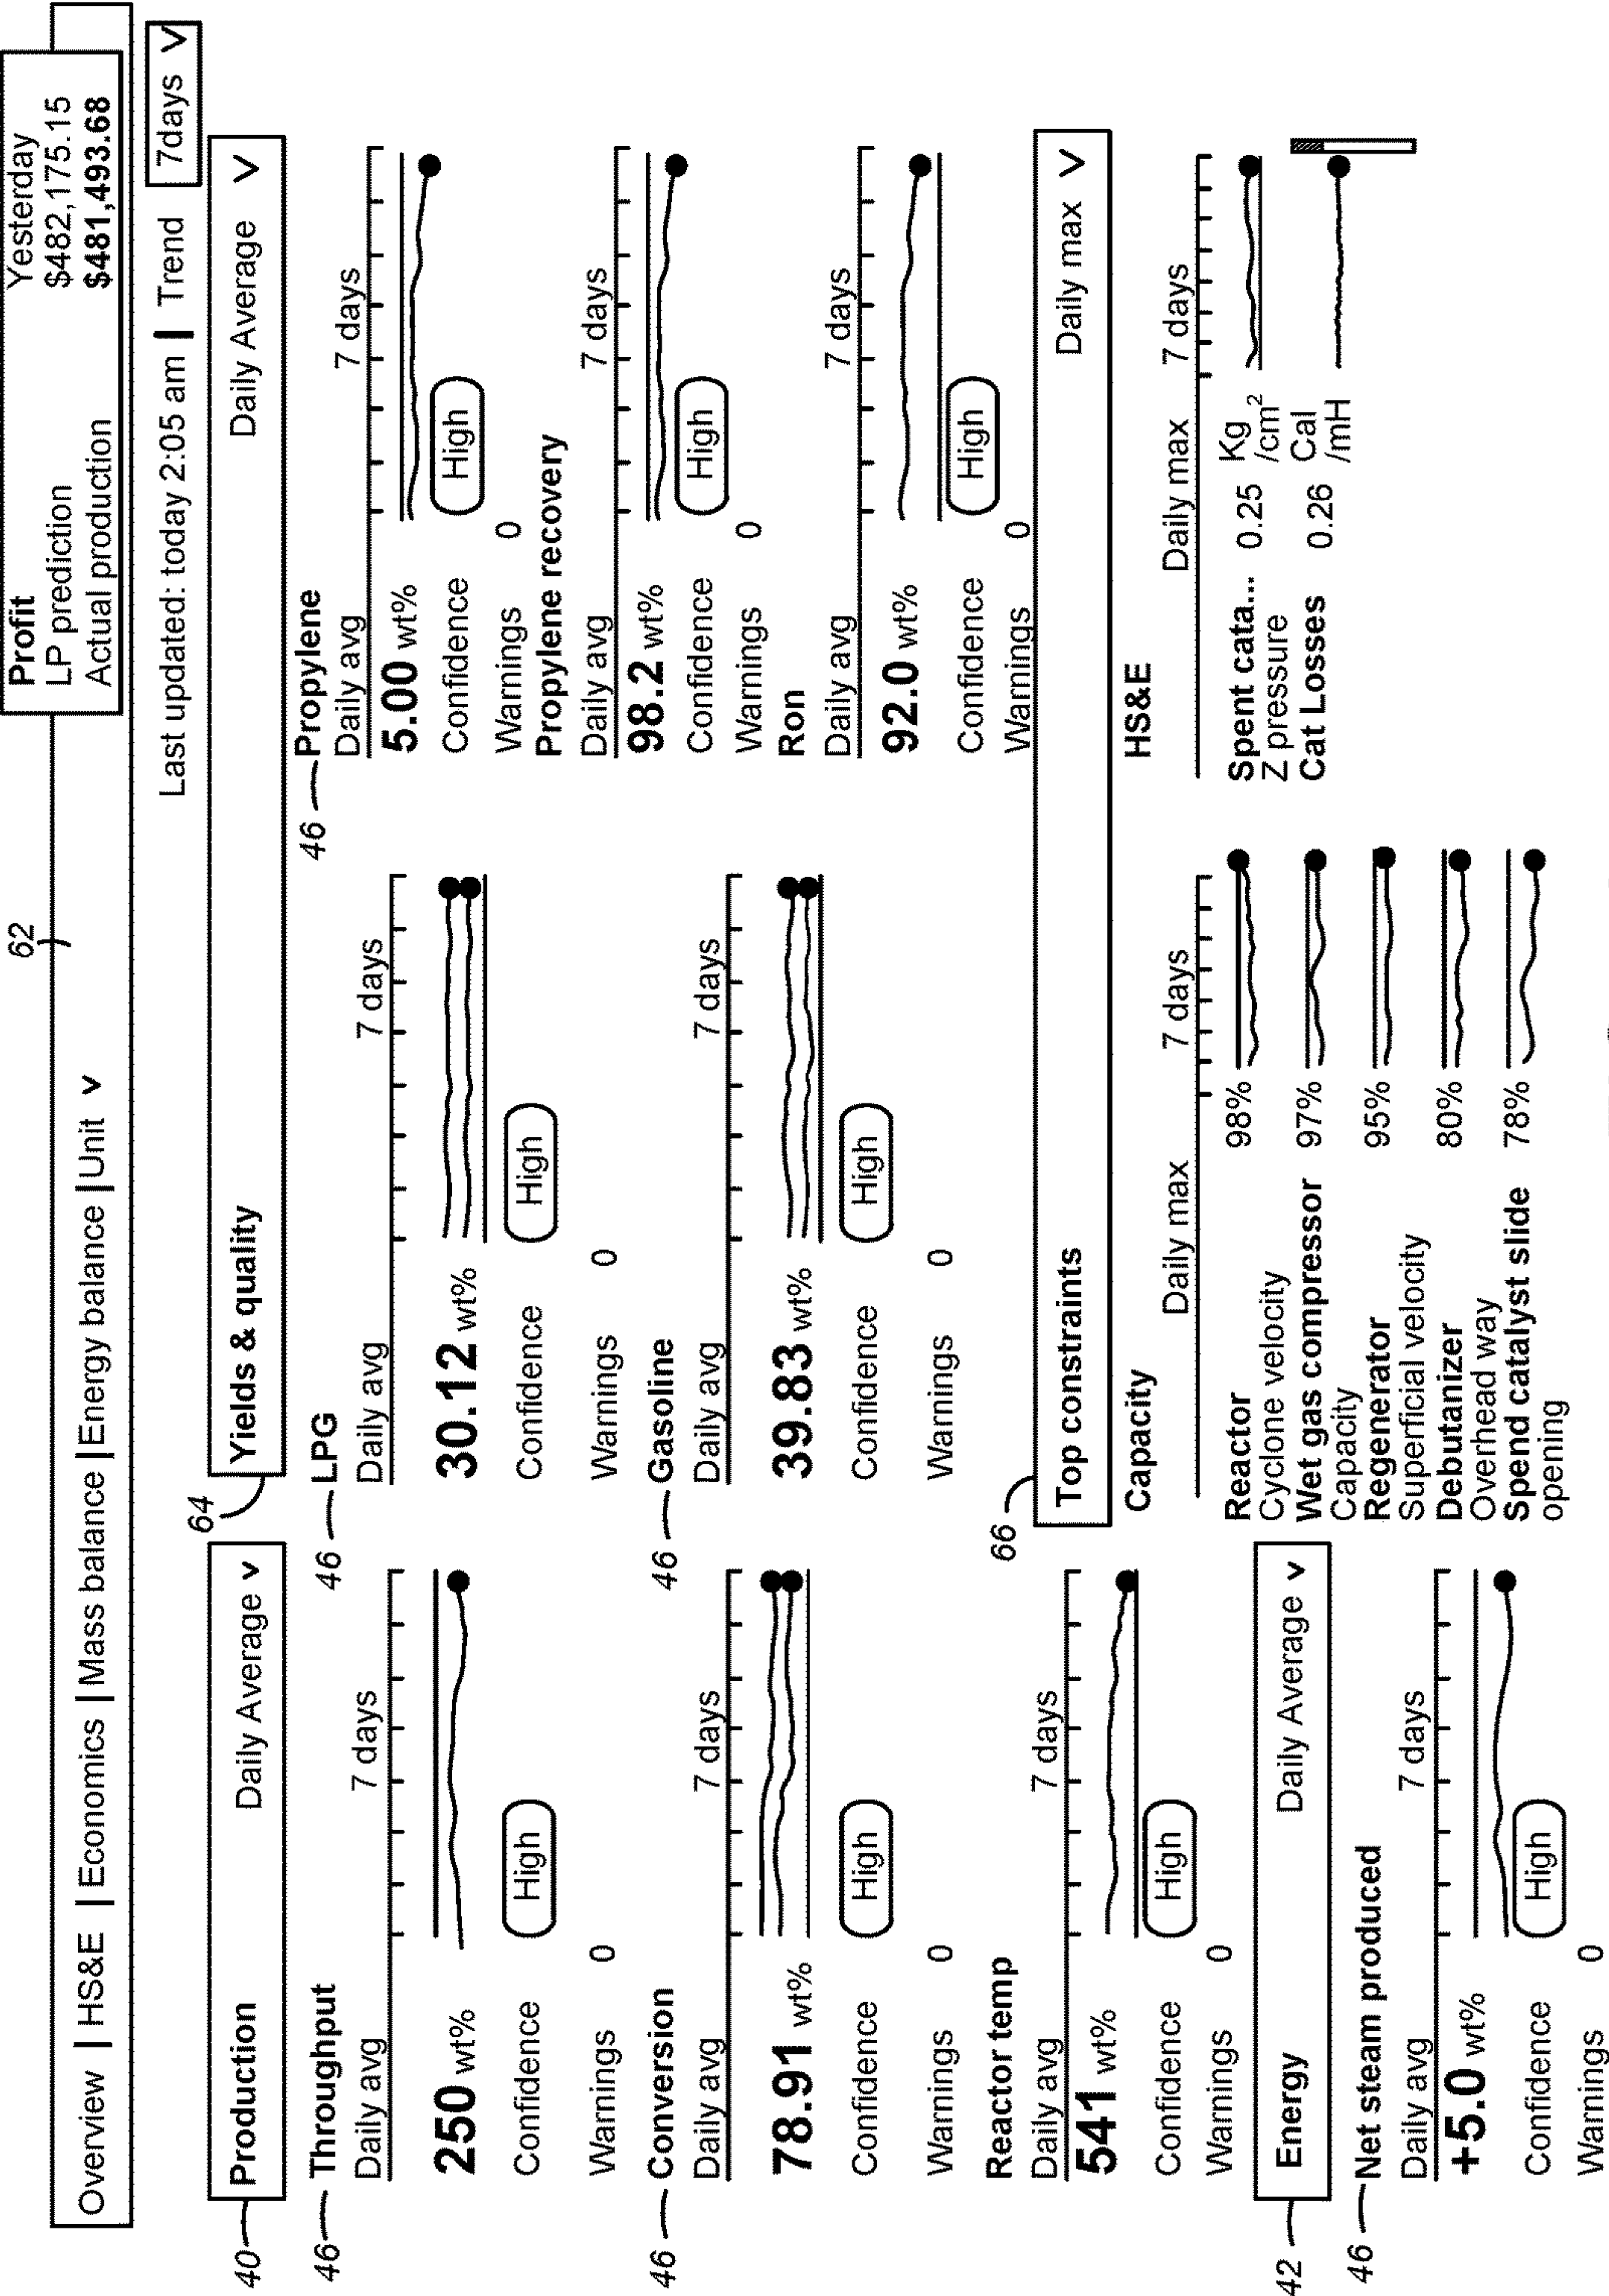 62
Profit Yesterday
LP prediction $482,175.15
Actual production $481,493.68
Overview | HS&E | Economics | Mass balance | Energy balance | Unit v
Last updated: today 2:05 am | Trend 7days v
40
Production Daily Average v
46
Throughput
Daily avg 7 days
250 wt%
Confidence High
Warnings 0
46
Conversion
Daily avg 7 days
78.91 wt%
Confidence High
Warnings 0
Reactor temp
Daily avg 7 days
541 wt%
Confidence High
Warnings 0
42
Energy Daily Average v
46
Net steam produced
Daily avg 7 days
+5.0 wt%
Confidence High
Warnings 0
64
Yields & quality Daily Average v
46
LPG
Daily avg 7 days
30.12 wt%
Confidence High
Warnings 0
46
Gasoline
Daily avg 7 days
39.83 wt%
Confidence High
Warnings 0
46
Propylene
Daily avg 7 days
5.00 wt%
Confidence High
Warnings 0
Propylene recovery
Daily avg 7 days
98.2 wt%
Confidence High
Warnings 0
Ron
Daily avg 7 days
92.0 wt%
Confidence High
Warnings 0
66
Top constraints Daily max v
Capacity
Daily max 7 days
Reactor 98%
Cyclone velocity
Wet gas compressor 97%
Capacity
Regenerator 95%
Superficial velocity
Debutanizer 80%
Overhead way
Spend catalyst slide 78%
opening
HS&E
Daily max 7 days
Spent cata... 0.25 Kg
Z pressure /cm²
Cat Losses 0.26 Cal
/mH